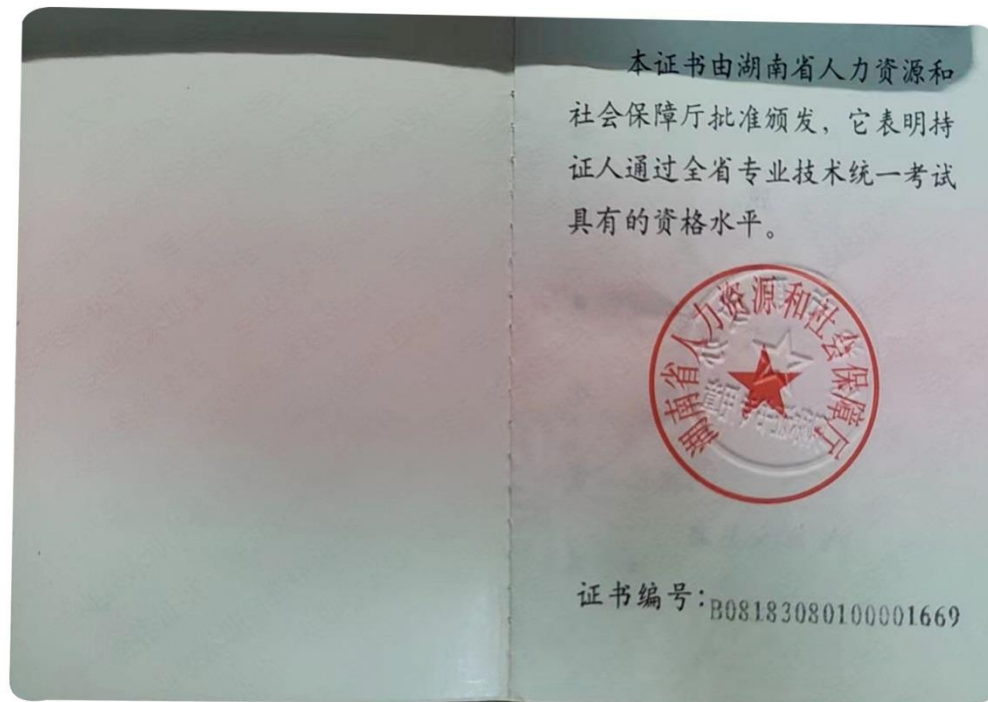 本证书由湖南省人力资源和
社会保障厅批准颁发，它表明持
证人通过全省专业技术统一考试
具有的资格水平。
湖南省人力资源和社会保障厅
证书编号：B08183080100001669